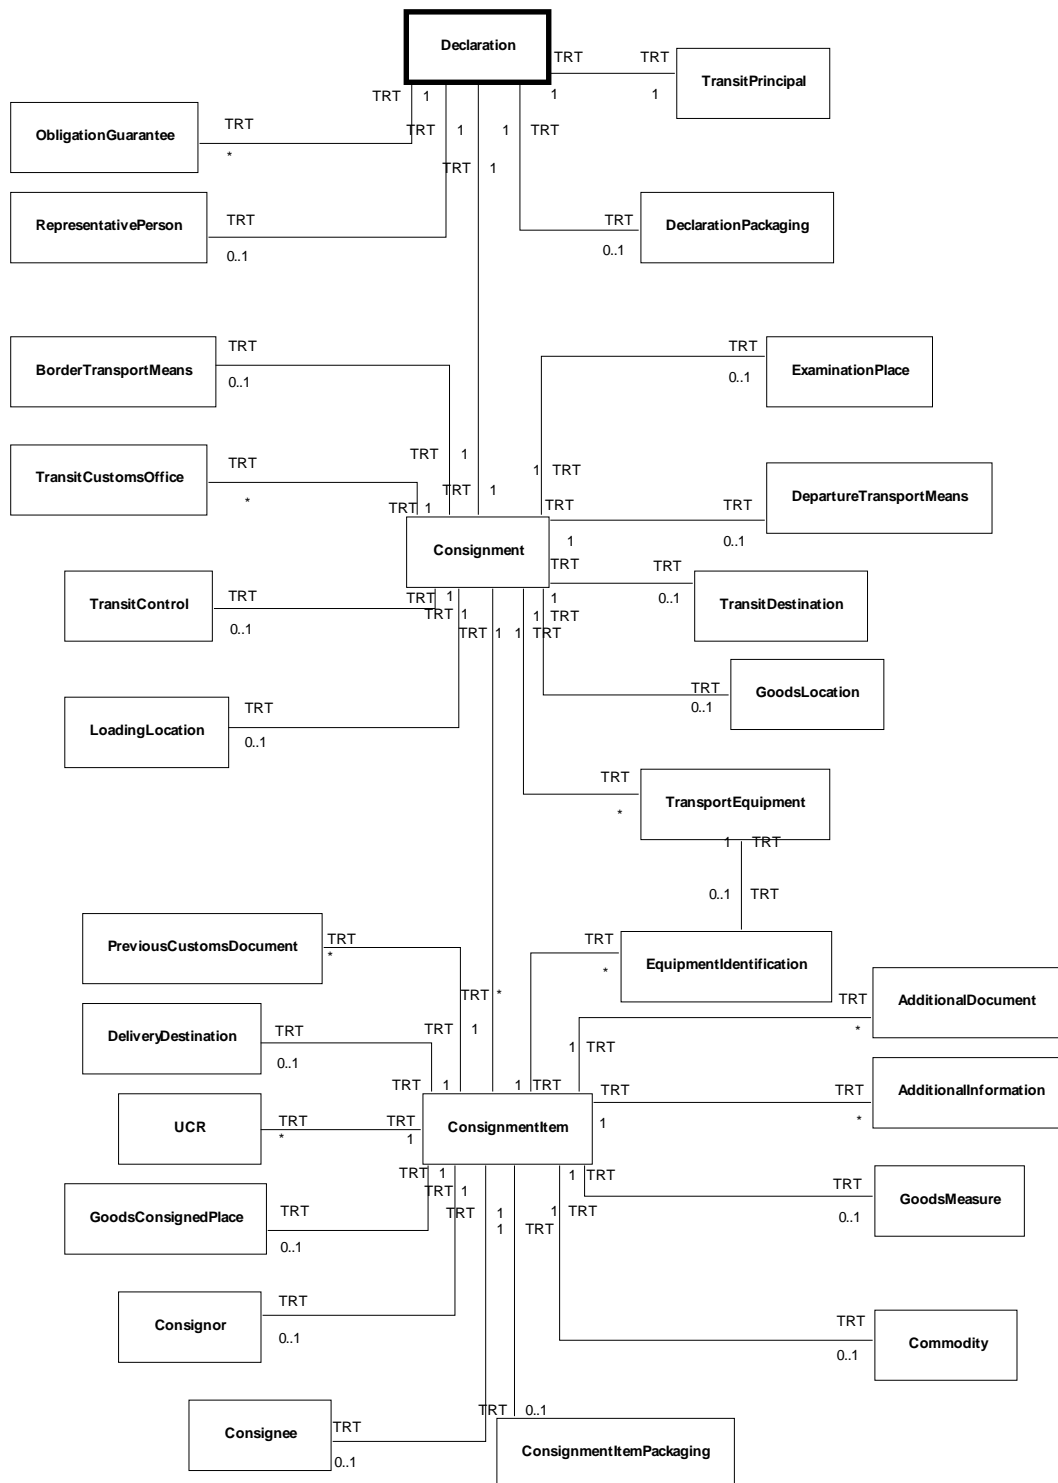 Declaration
TRT TRT
TransitPrincipal
TRT 1 1 1
ObligationGuarantee
TRT
*
TRT 1 1 TRT
TRT 1
RepresentativePerson
TRT
0..1
TRT
0..1
DeclarationPackaging
BorderTransportMeans
TRT
0..1
TRT
0..1
ExaminationPlace
TransitCustomsOffice
TRT
*
TRT 1
1 TRT
TRT 1
TRT 1
TRT
DepartureTransportMeans
TRT
0..1
Consignment
1
TRT
TransitControl
TRT
0..1
TRT
0..1
TransitDestination
TRT 1 1
TRT 1 1 TRT
TRT 1 1 TRT
LoadingLocation
TRT
0..1
TRT
0..1
GoodsLocation
TRT
*
TransportEquipment
1 TRT
0..1 TRT
PreviousCustomsDocument
TRT
*
TRT
*
EquipmentIdentification
TRT *
AdditionalDocument
TRT
*
DeliveryDestination
TRT
0..1
TRT 1
1 TRT
TRT 1 1 TRT
AdditionalInformation
TRT TRT
1 *
UCR
TRT TRT
* 1
ConsignmentItem
TRT 1 1 TRT
TRT 1
GoodsConsignedPlace
TRT
0..1
TRT 1 1 TRT
1 TRT
GoodsMeasure
TRT
0..1
Consignor
TRT
0..1
Commodity
TRT
0..1
Consignee
TRT
0..1
TRT 0..1
ConsignmentItemPackaging